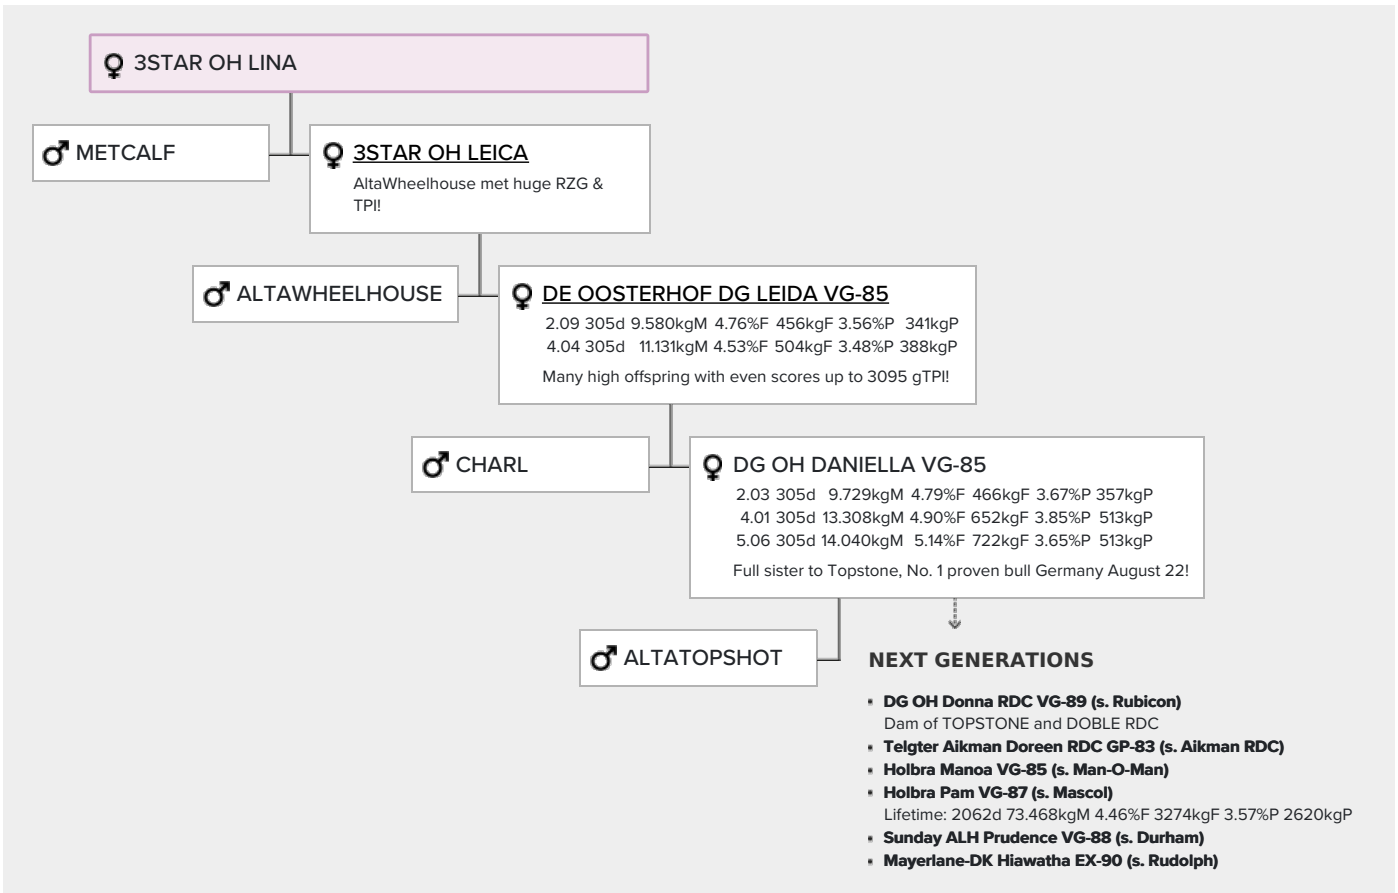 3STAR OH LINA
METCALF
3STAR OH LEICA
AltaWheelhouse met huge RZG &
TPI!
ALTAWHEELHOUSE
DE OOSTERHOF DG LEIDA VG-85
2.09 305d 9.580kgM 4.76%F 456kgF 3.56%P 341kgP
4.04 305d 11.131kgM 4.53%F 504kgF 3.48%P 388kgP
Many high offspring with even scores up to 3095 gTPI!
CHARL
DG OH DANIELLA VG-85
2.03 305d 9.729kgM 4.79%F 466kgF 3.67%P 357kgP
4.01 305d 13.308kgM 4.90%F 652kgF 3.85%P 513kgP
5.06 305d 14.040kgM 5.14%F 722kgF 3.65%P 513kgP
Full sister to Topstone, No. 1 proven bull Germany August 22!
ALTATOPSHOT
NEXT GENERATIONS
DG OH Donna RDC VG-89 (s. Rubicon)
Dam of TOPSTONE and DOBLE RDC
Telgter Aikman Doreen RDC GP-83 (s. Aikman RDC)
Holbra Manoa VG-85 (s. Man-O-Man)
Holbra Pam VG-87 (s. Mascol)
Lifetime: 2062d 73.468kgM 4.46%F 3274kgF 3.57%P 2620kgP
Sunday ALH Prudence VG-88 (s. Durham)
Mayerlane-DK Hiawatha EX-90 (s. Rudolph)